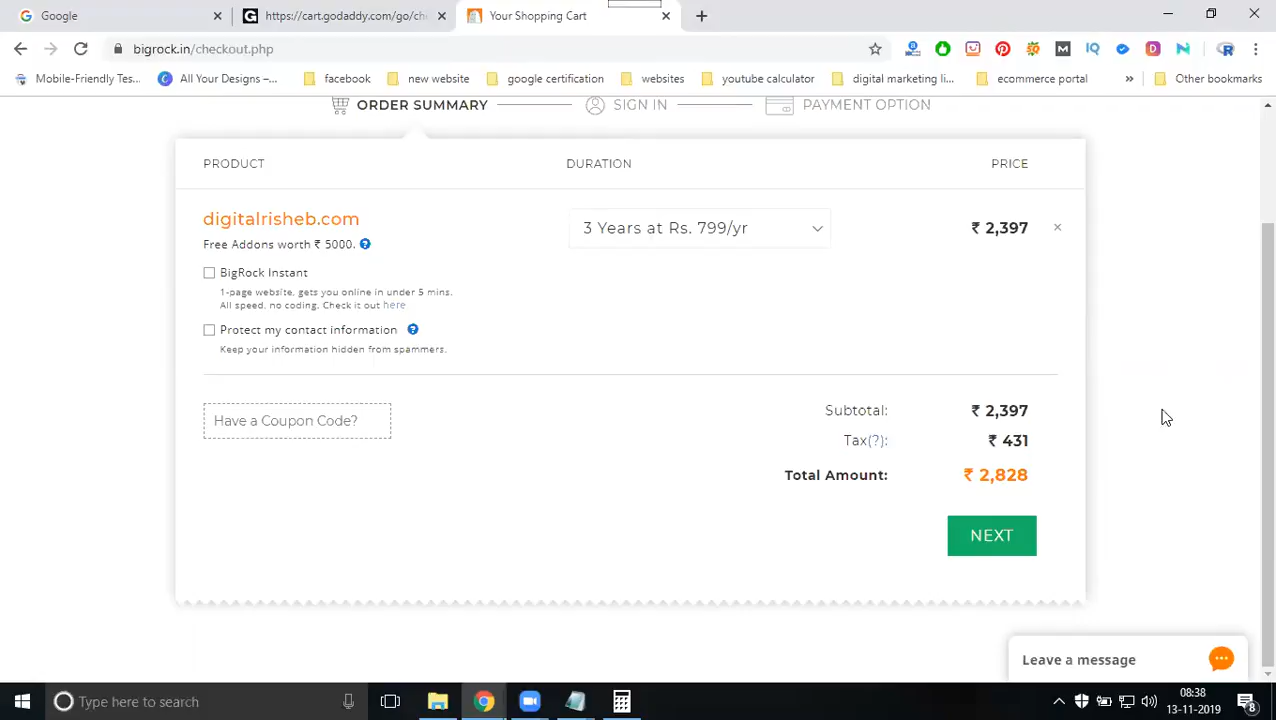 Google
https://cart.godaddy.com/go/che
Your Shopping Cart
bigrock.in/checkout.php
Mobile-Friendly Tes...
All Your Designs –...
facebook
new website
google certification
websites
youtube calculator
digital marketing li...
ecommerce portal
»
Other bookmarks
ORDER SUMMARY
SIGN IN
PAYMENT OPTION
PRODUCT
DURATION
PRICE
digitalrisheb.com
3 Years at Rs. 799/yr
₹ 2,397
×
Free Addons worth ₹ 5000. ?
BigRock Instant
1-page website, gets you online in under 5 mins.
All speed, no coding. Check it out here
Protect my contact information ?
Keep your information hidden from spammers.
Have a Coupon Code?
Subtotal: ₹ 2,397
Tax(?): ₹ 431
Total Amount: ₹ 2,828
NEXT
Leave a message
Type here to search
08:38
13-11-2019
8